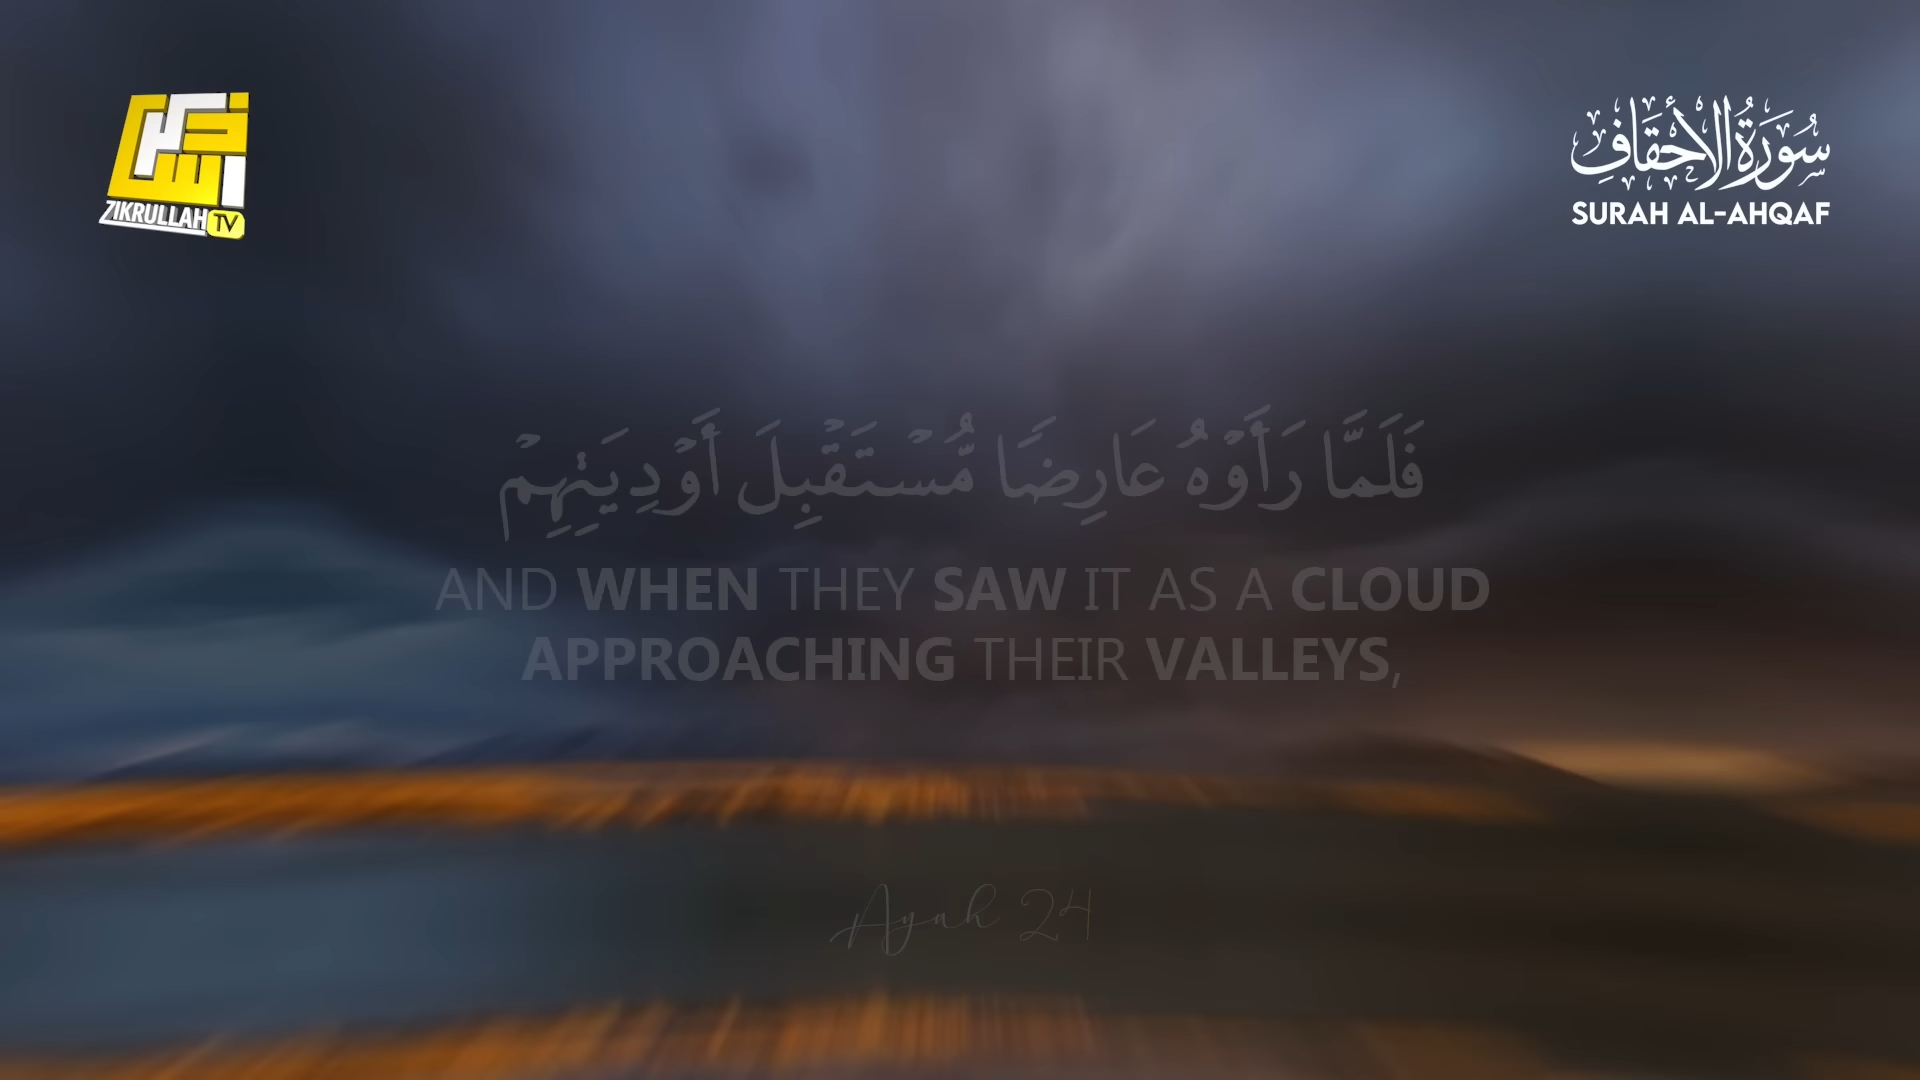 ZIKRULLAH TV
سُورَةُ الْأَحْقَافِ
SURAH AL-AHQAF
فَلَمَّا رَأَوْهُ عَارِضًا مُّسْتَقْبِلَ أَوْدِيَتِهِمْ
AND WHEN THEY SAW IT AS A CLOUD
APPROACHING THEIR VALLEYS,
Ayah 24